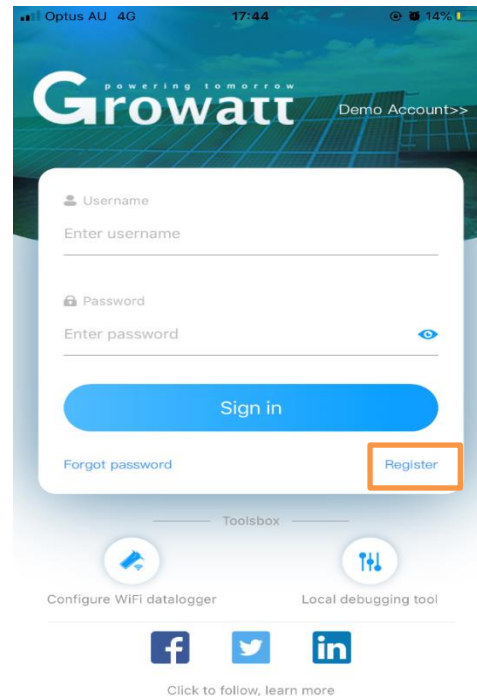 Optus AU 4G 17:44 14%
powering tomorrow
Growatt
Demo Account>>
Username
Enter username
Password
Enter password
Sign in
Forgot password Register
Toolsbox
Configure WiFi datalogger Local debugging tool
f in
Click to follow, learn more